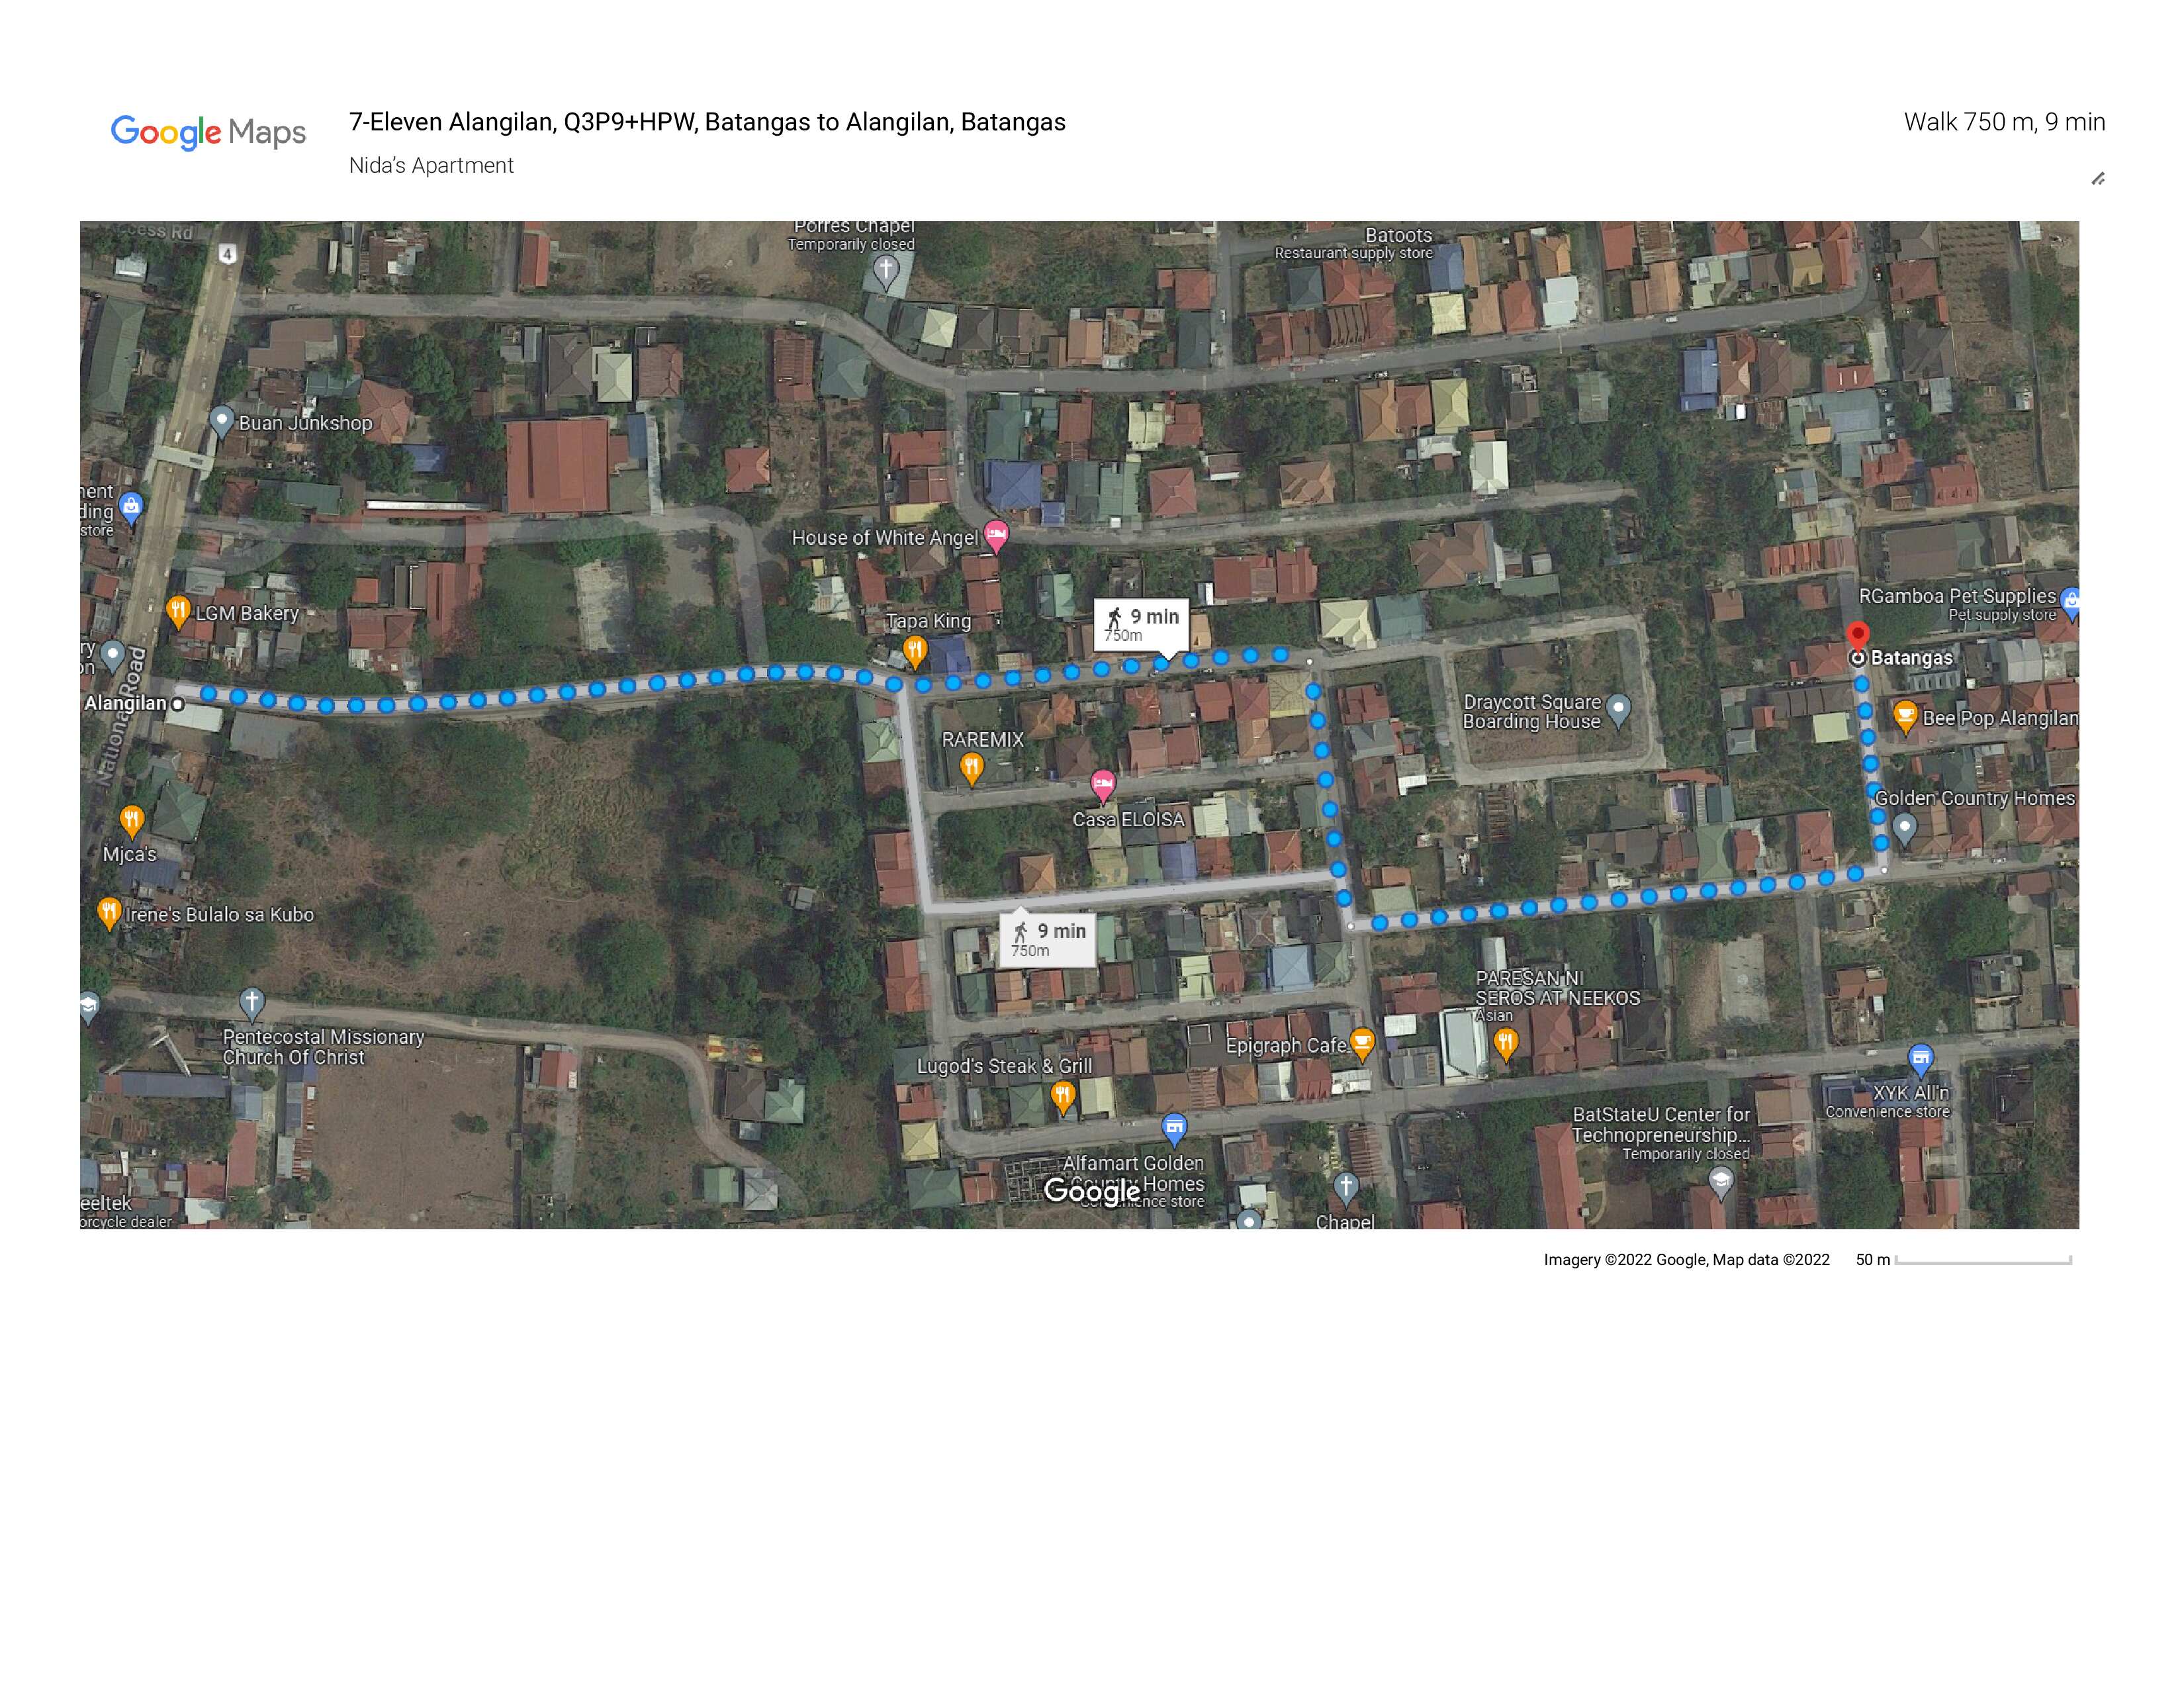 Google Maps
7-Eleven Alangilan, Q3P9+HPW, Batangas to Alangilan, Batangas
Walk 750 m, 9 min
Nida's Apartment
Access Rd
4
Porres Chapel
Temporarily closed
Batoots
Restaurant supply store
Buan Junkshop
ment
ding
store
House of White Angel
LGM Bakery
ry
on
National Road
Alangilan
Tapa King
9 min
750m
RGamboa Pet Supplies
Pet supply store
Batangas
Draycott Square
Boarding House
Bee Pop Alangilan
RAREMIX
Casa ELOISA
Golden Country Homes
Mjca's
Irene's Bulalo sa Kubo
9 min
750m
PARESAN NI
SEROS AT NEEKOS
Asian
Pentecostal Missionary
Church Of Christ
Epigraph Cafe
Lugod's Steak & Grill
XYK All'n
Convenience store
BatStateU Center for
Technopreneurship...
Temporarily closed
Alfamart Golden
Country Homes
Convenience store
Google
eeltek
orcycle dealer
Chapel
Imagery ©2022 Google, Map data ©2022
50 m